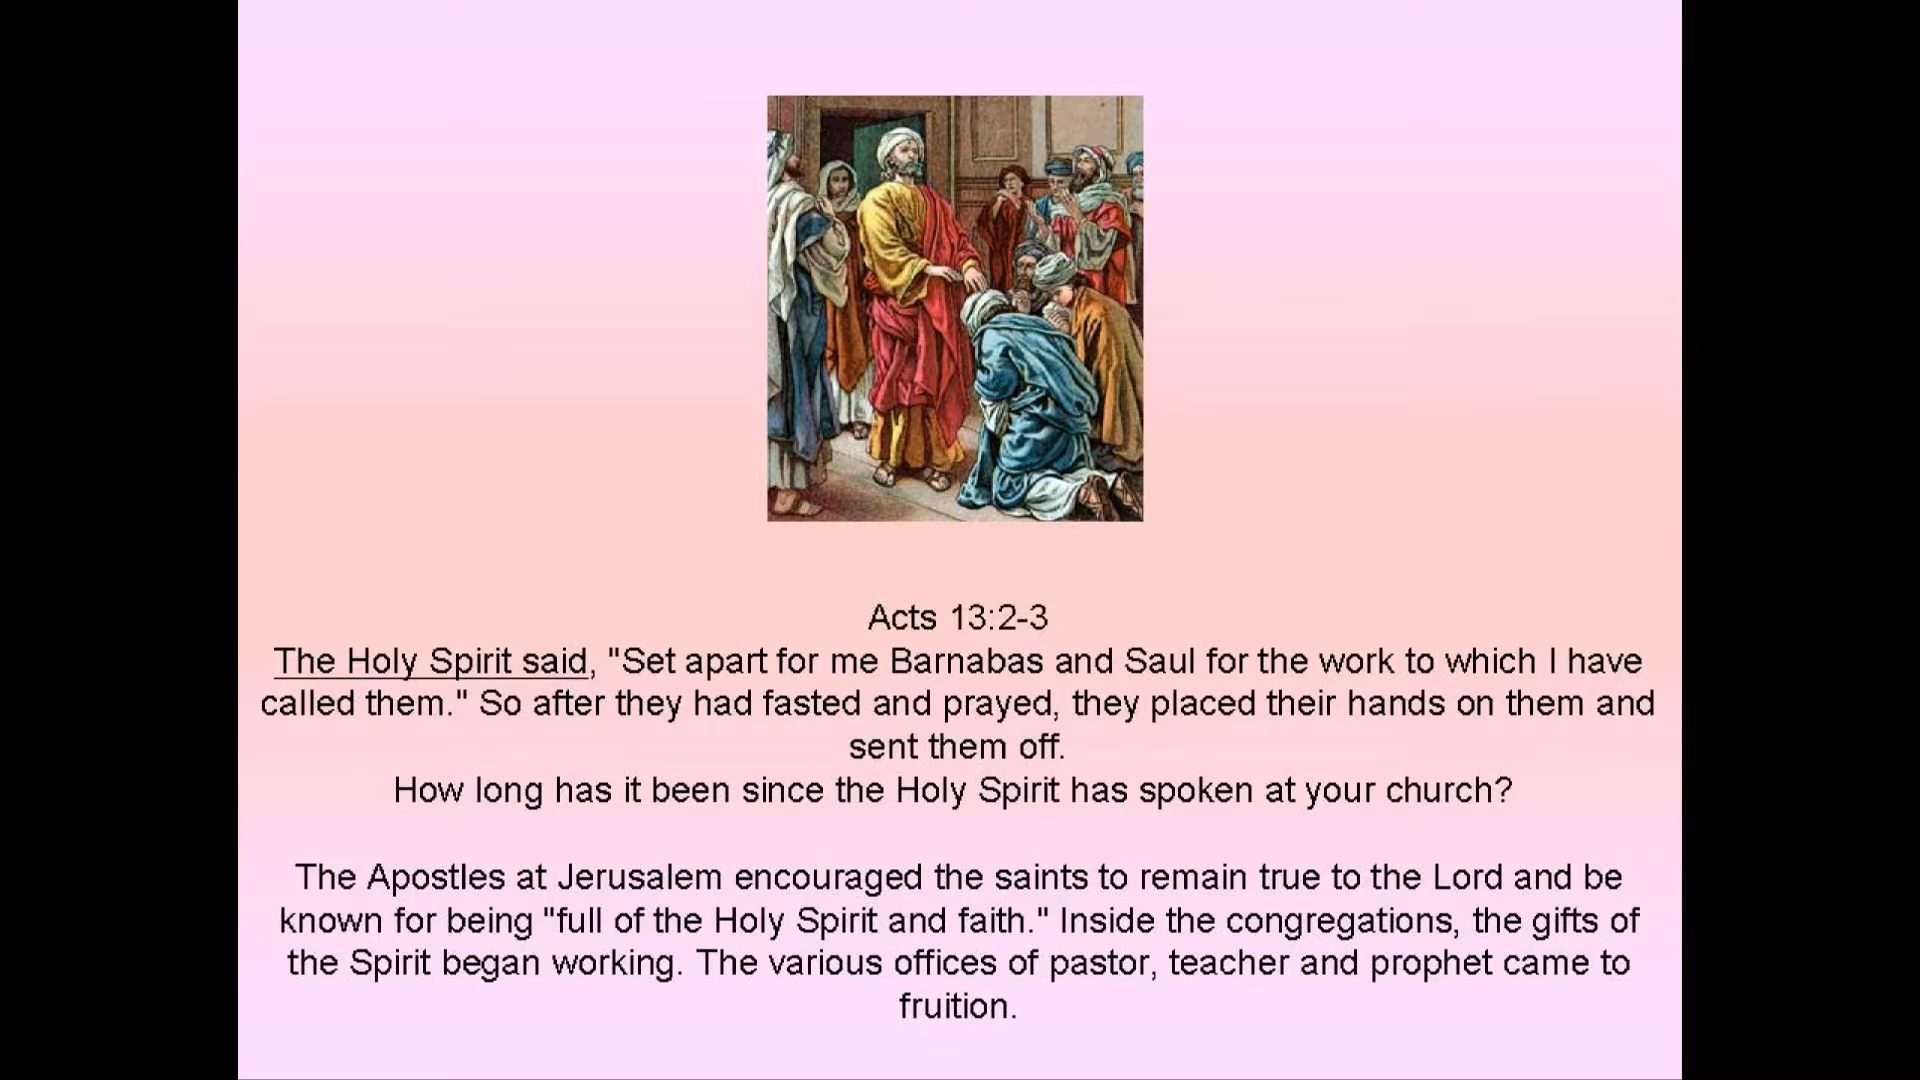 Acts 13:2-3
The Holy Spirit said, "Set apart for me Barnabas and Saul for the work to which I have
called them." So after they had fasted and prayed, they placed their hands on them and
sent them off.
How long has it been since the Holy Spirit has spoken at your church?
The Apostles at Jerusalem encouraged the saints to remain true to the Lord and be
known for being "full of the Holy Spirit and faith." Inside the congregations, the gifts of
the Spirit began working. The various offices of pastor, teacher and prophet came to
fruition.